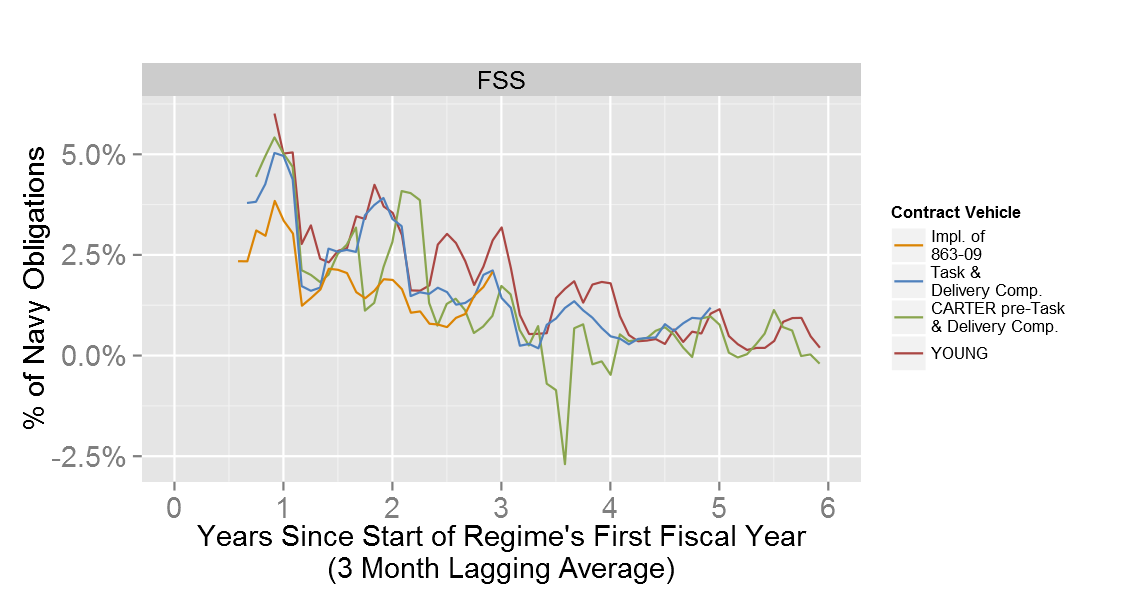 FSS
% of Navy Obligations
5.0%
2.5%
0.0%
-2.5%
0 1 2 3 4 5 6
Years Since Start of Regime's First Fiscal Year
(3 Month Lagging Average)
Contract Vehicle
Impl. of
863-09
Task &
Delivery Comp.
CARTER pre-Task
& Delivery Comp.
YOUNG